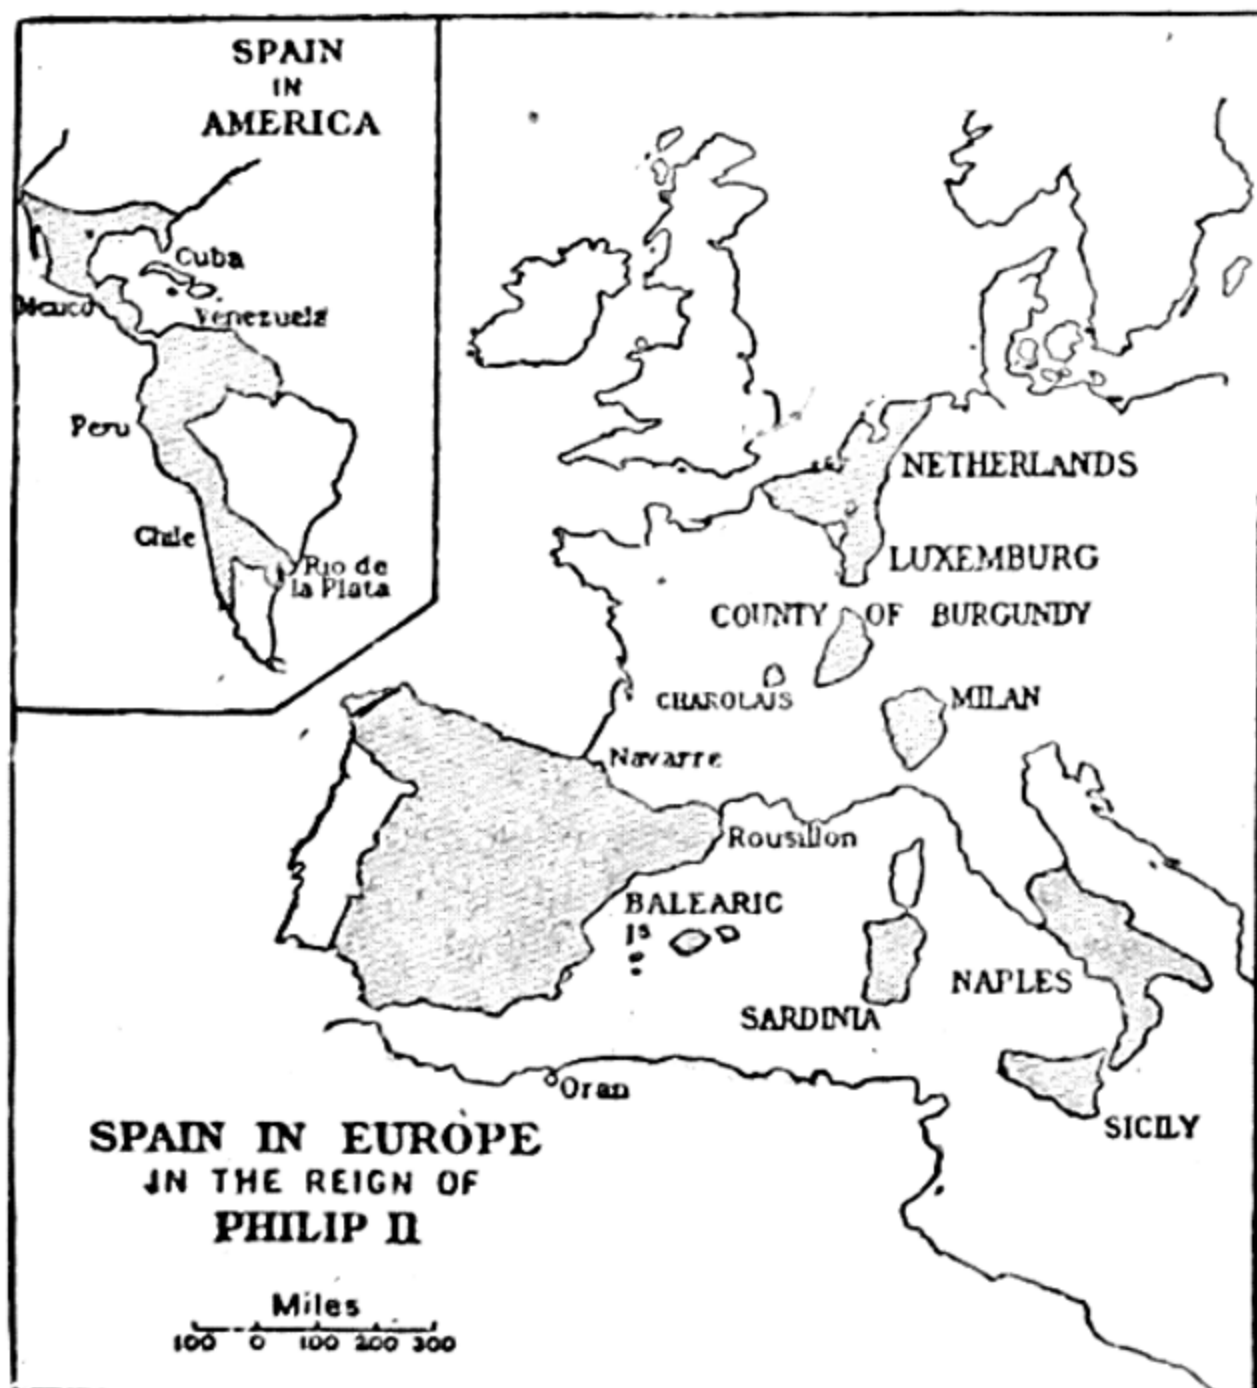 SPAIN
IN
AMERICA
Cuba
Mexico
Venezuela
Peru
Chile
Rio de
la Plata
NETHERLANDS
LUXEMBURG
COUNTY OF BURGUNDY
CHAROLAIS
MILAN
Navarre
Rousillon
BALEARIC
Is
NAPLES
SARDINIA
Oran
SICILY
SPAIN IN EUROPE
IN THE REIGN OF
PHILIP II
Miles
100 0 100 200 300